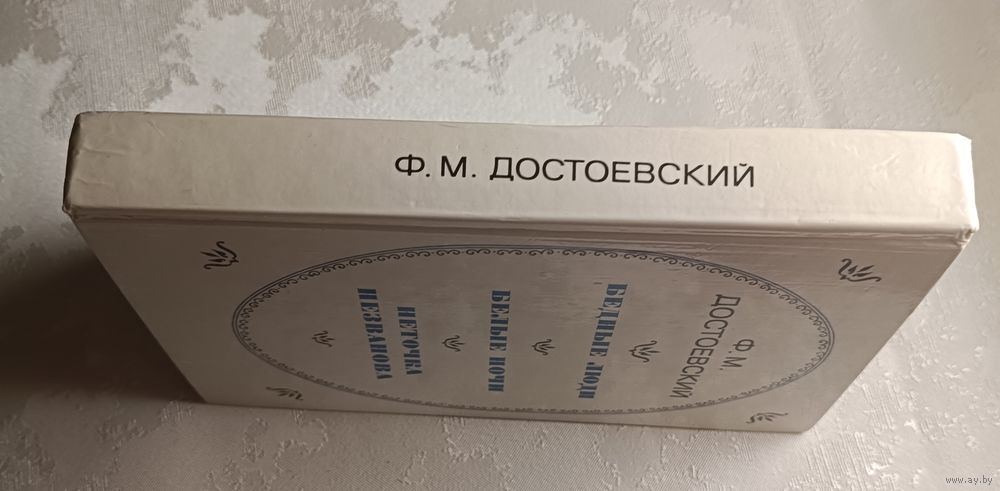 Ф. М. ДОСТОЕВСКИЙ
Ф. М.
ДОСТОЕВСКИЙ
БЕДНЫЕ ЛЮДИ
БЕЛЫЕ НОЧИ
НЕТОЧКА
НЕЗВАНОВА
© www.ay.by